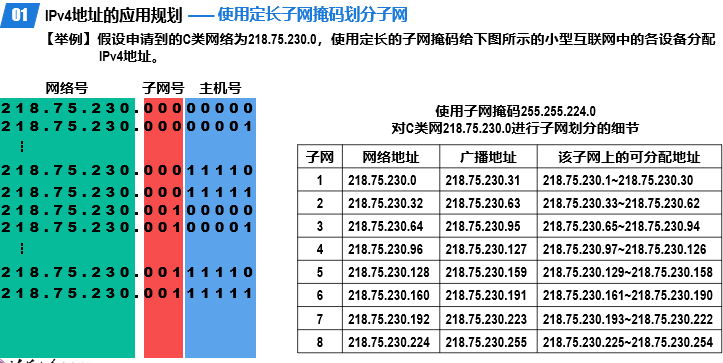 01 IPv4地址的应用规划 —— 使用定长子网掩码划分子网
【举例】假设申请到的C类网络为218.75.230.0，使用定长的子网掩码给下图所示的小型互联网中的各设备分配
IPv4地址。
网络号 子网号 主机号
218.75.230.00000000
218.75.230.00000001
⋮
218.75.230.00011110
218.75.230.00011111
218.75.230.00100000
218.75.230.00100001
⋮
218.75.230.00111110
218.75.230.00111111
使用子网掩码255.255.224.0
对C类网218.75.230.0进行子网划分的细节
子网 网络地址 广播地址 该子网上的可分配地址
1 218.75.230.0 218.75.230.31 218.75.230.1~218.75.230.30
2 218.75.230.32 218.75.230.63 218.75.230.33~218.75.230.62
3 218.75.230.64 218.75.230.95 218.75.230.65~218.75.230.94
4 218.75.230.96 218.75.230.127 218.75.230.97~218.75.230.126
5 218.75.230.128 218.75.230.159 218.75.230.129~218.75.230.158
6 218.75.230.160 218.75.230.191 218.75.230.161~218.75.230.190
7 218.75.230.192 218.75.230.223 218.75.230.193~218.75.230.222
8 218.75.230.224 218.75.230.255 218.75.230.225~218.75.230.254